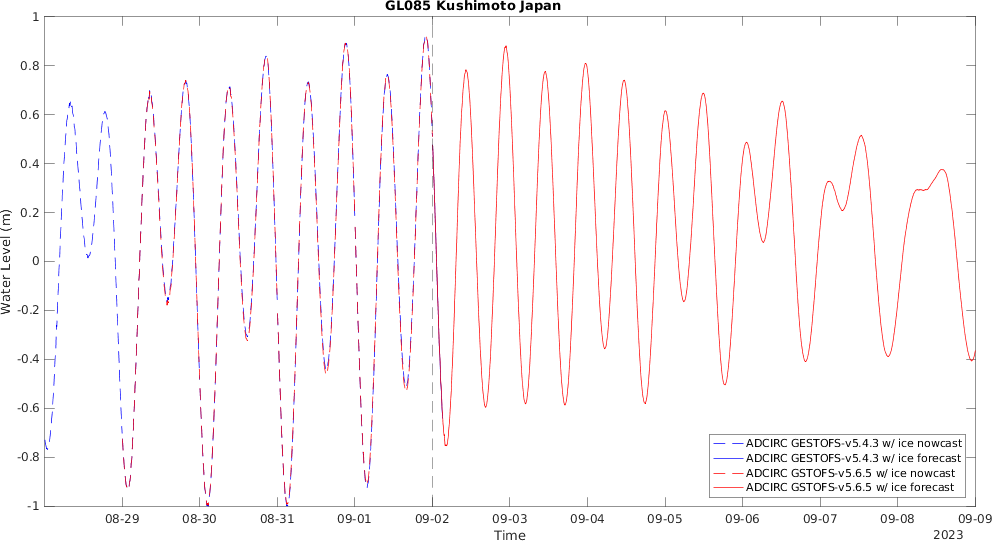 GL085 Kushimoto Japan
1
0.8
0.6
0.4
0.2
0
-0.2
-0.4
-0.6
-0.8
-1
Water Level (m)
ADCIRC GESTOFS-v5.4.3 w/ ice nowcast
ADCIRC GESTOFS-v5.4.3 w/ ice forecast
ADCIRC GSTOFS-v5.6.5 w/ ice nowcast
ADCIRC GSTOFS-v5.6.5 w/ ice forecast
08-29 08-30 08-31 09-01 09-02 09-03 09-04 09-05 09-06 09-07 09-08 09-09
Time
2023